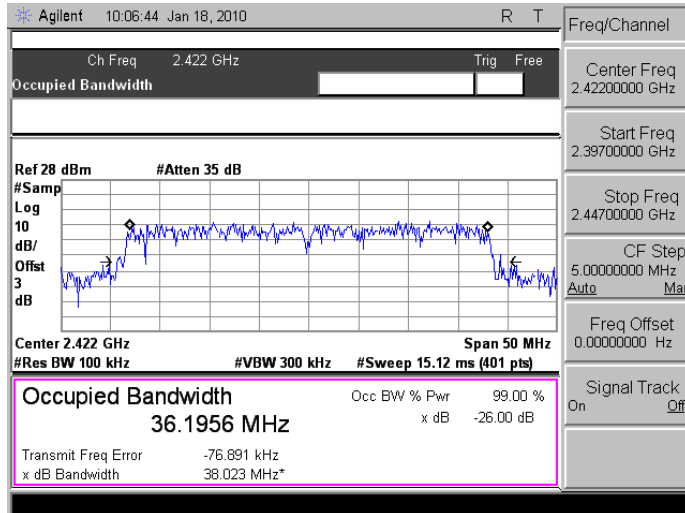 Agilent 10:06:44 Jan 18, 2010 R T
Freq/Channel
Ch Freq 2.422 GHz Trig Free
Occupied Bandwidth
Center Freq
2.42200000 GHz
Start Freq
2.39700000 GHz
Stop Freq
2.44700000 GHz
CF Step
5.00000000 MHz
Auto Ma
Freq Offset
0.00000000 Hz
Signal Track
On Off
Ref 28 dBm #Atten 35 dB
#Samp
Log
10
dB/
Offst
3
dB
Center 2.422 GHz Span 50 MHz
#Res BW 100 kHz #VBW 300 kHz #Sweep 15.12 ms (401 pts)
Occupied Bandwidth Occ BW % Pwr 99.00 %
36.1956 MHz x dB -26.00 dB
Transmit Freq Error -76.891 kHz
x dB Bandwidth 38.023 MHz*